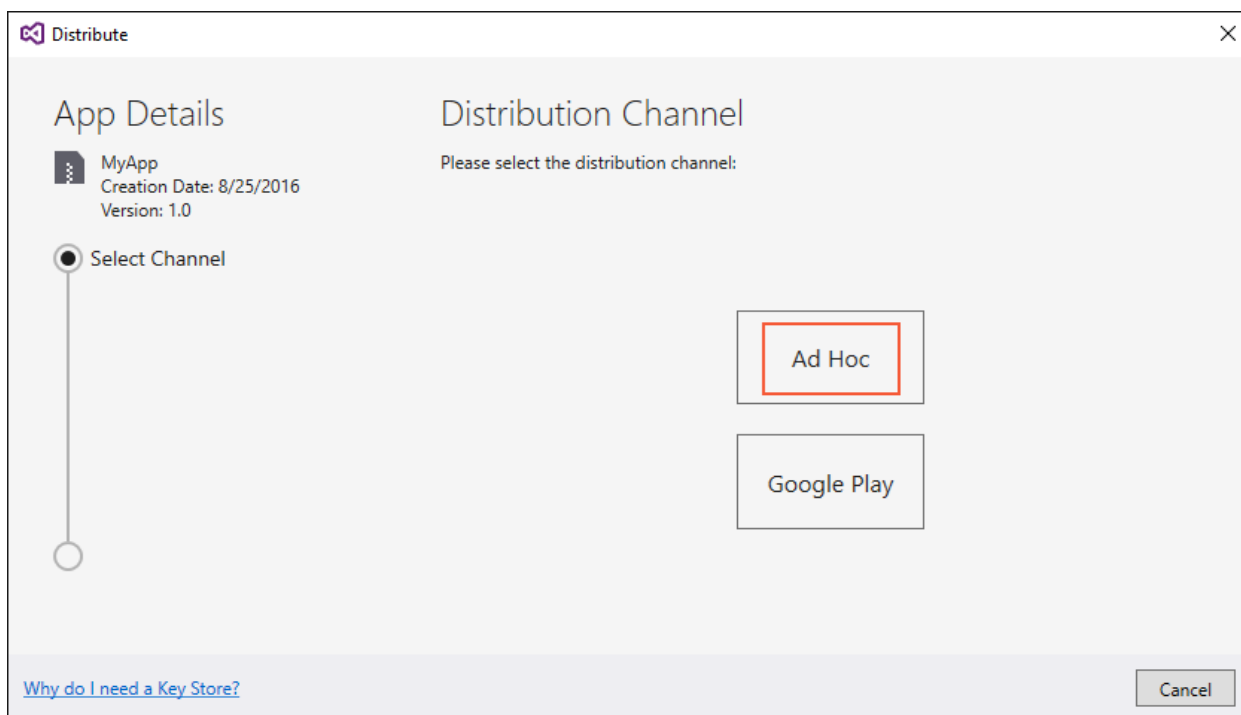 Distribute
App Details
MyApp
Creation Date: 8/25/2016
Version: 1.0
Select Channel
Distribution Channel
Please select the distribution channel:
Ad Hoc
Google Play
Why do I need a Key Store?
Cancel